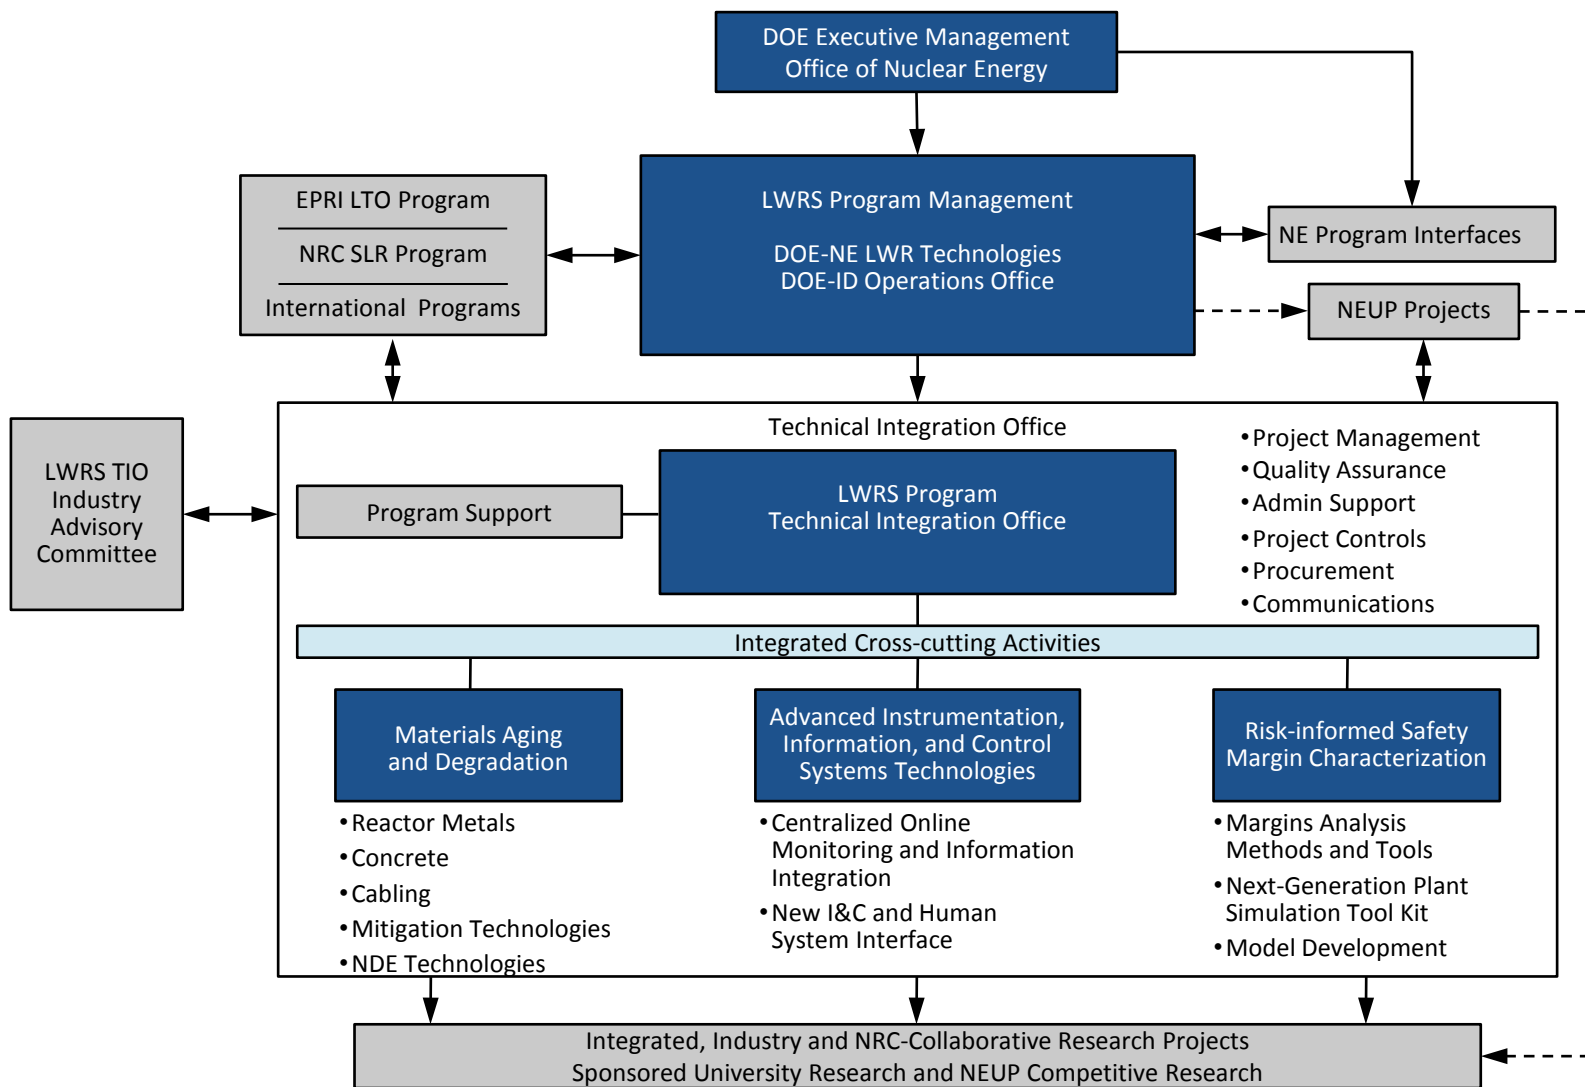 DOE Executive Management
Office of Nuclear Energy
EPRI LTO Program
NRC SLR Program
International Programs
LWRS Program Management
DOE-NE LWR Technologies
DOE-ID Operations Office
NE Program Interfaces
NEUP Projects
LWRS TIO
Industry
Advisory
Committee
Technical Integration Office
Program Support
LWRS Program
Technical Integration Office
•Project Management
•Quality Assurance
•Admin Support
•Project Controls
•Procurement
•Communications
Integrated Cross-cutting Activities
Materials Aging
and Degradation
•Reactor Metals
•Concrete
•Cabling
•Mitigation Technologies
•NDE Technologies
Advanced Instrumentation,
Information, and Control
Systems Technologies
•Centralized Online
Monitoring and Information
Integration
•New I&C and Human
System Interface
Risk-informed Safety
Margin Characterization
•Margins Analysis
Methods and Tools
•Next-Generation Plant
Simulation Tool Kit
•Model Development
Integrated, Industry and NRC-Collaborative Research Projects
Sponsored University Research and NEUP Competitive Research